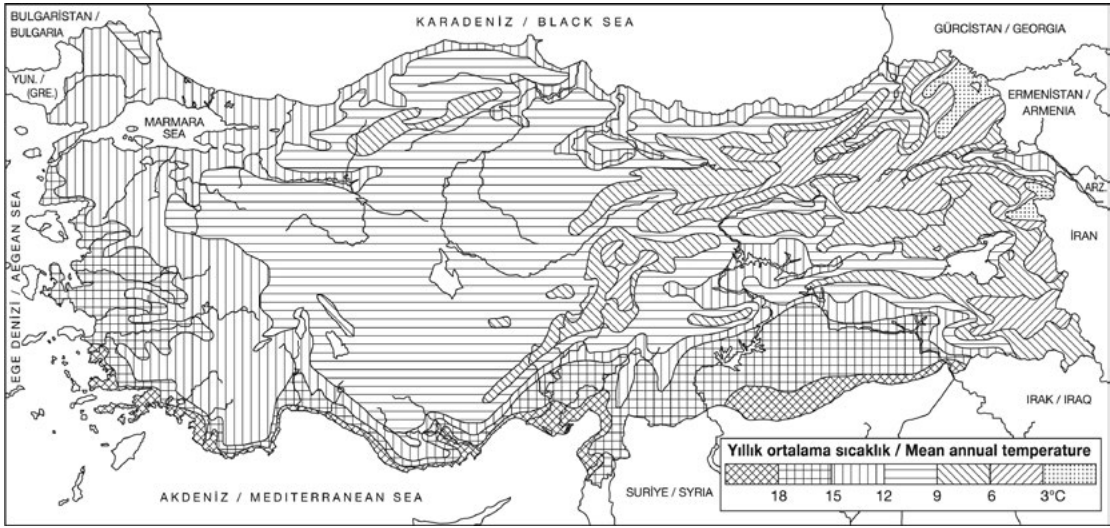 BULGARİSTAN /
BULGARIA
KARADENİZ / BLACK SEA
GÜRCİSTAN / GEORGIA
YUN. /
(GRE.)
MARMARA
SEA
ERMENİSTAN /
ARMENIA
ARZ.
İRAN
EGE DENİZİ / AEGEAN SEA
IRAK / IRAQ
AKDENİZ / MEDITERRANEAN SEA
SURİYE / SYRIA
Yıllık ortalama sıcaklık / Mean annual temperature
18 15 12 9 6 3°C